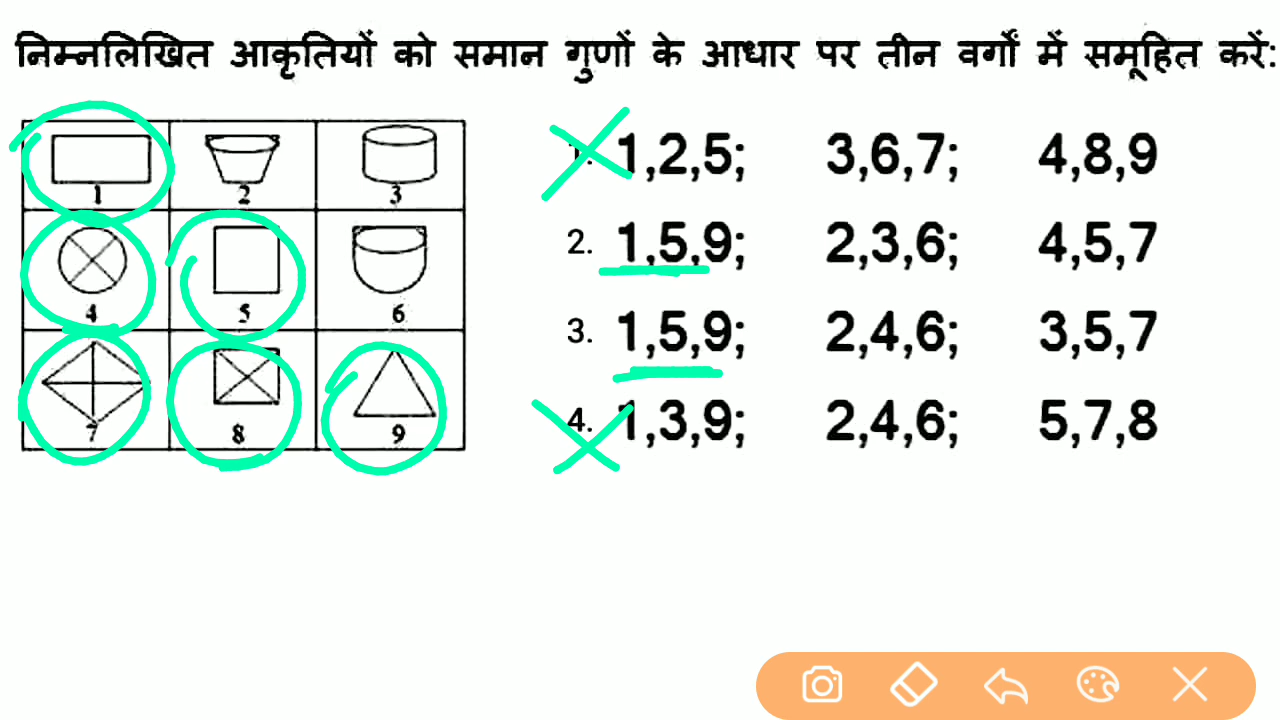 निम्नलिखित आकृतियों को समान गुणों के आधार पर तीन वर्गों में समूहित करें:
1 2 3
4 5 6
7 8 9
1. 1,2,5; 3,6,7; 4,8,9
2. 1,5,9; 2,3,6; 4,5,7
3. 1,5,9; 2,4,6; 3,5,7
4. 1,3,9; 2,4,6; 5,7,8